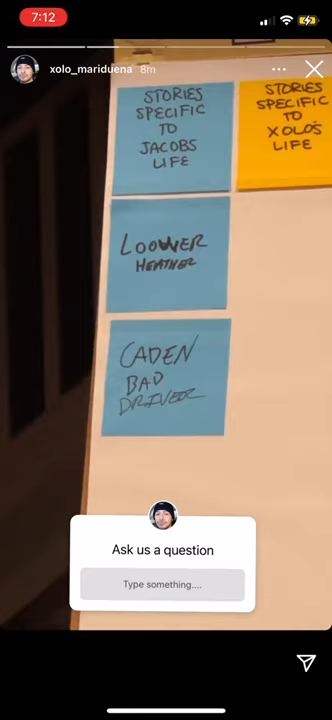 7:12
xolo_mariduena 8m
STORIES
SPECIFIC
TO
JACOBS
LIFE
STORIES
SPECIFIC
TO
XOLO'S
LIFE
LOOWER
HEATHER
CADEN
BAD
DRIVER
Ask us a question
Type something....